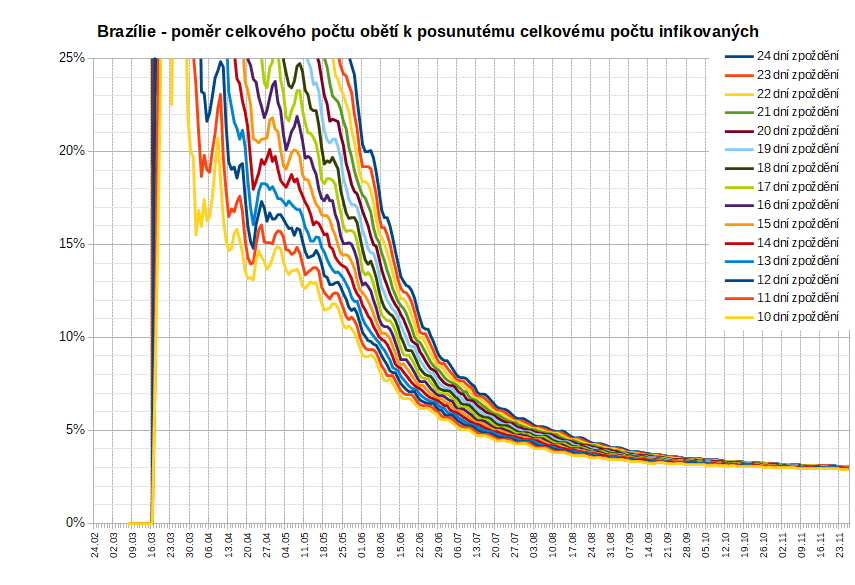 Brazílie - poměr celkového počtu obětí k posunutému celkovému počtu infikovaných
25%
20%
15%
10%
5%
0%
24 dní zpoždění
23 dní zpoždění
22 dní zpoždění
21 dní zpoždění
20 dní zpoždění
19 dní zpoždění
18 dní zpoždění
17 dní zpoždění
16 dní zpoždění
15 dní zpoždění
14 dní zpoždění
13 dní zpoždění
12 dní zpoždění
11 dní zpoždění
10 dní zpoždění
24.02
02.03
09.03
16.03
23.03
30.03
06.04
13.04
20.04
27.04
04.05
11.05
18.05
25.05
01.06
08.06
15.06
22.06
29.06
06.07
13.07
20.07
27.07
03.08
10.08
17.08
24.08
31.08
07.09
14.09
21.09
28.09
05.10
12.10
19.10
26.10
02.11
09.11
16.11
23.11